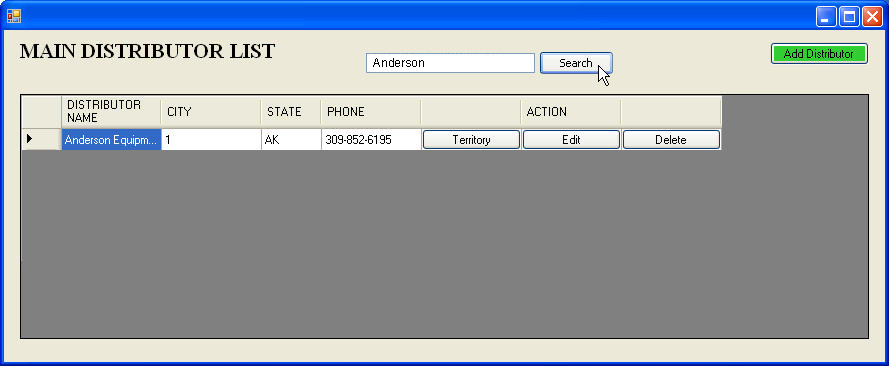 MAIN DISTRIBUTOR LIST
Anderson
Search
Add Distributor
DISTRIBUTOR NAME CITY STATE PHONE ACTION
Anderson Equipm... 1 AK 309-852-6195 Territory Edit Delete